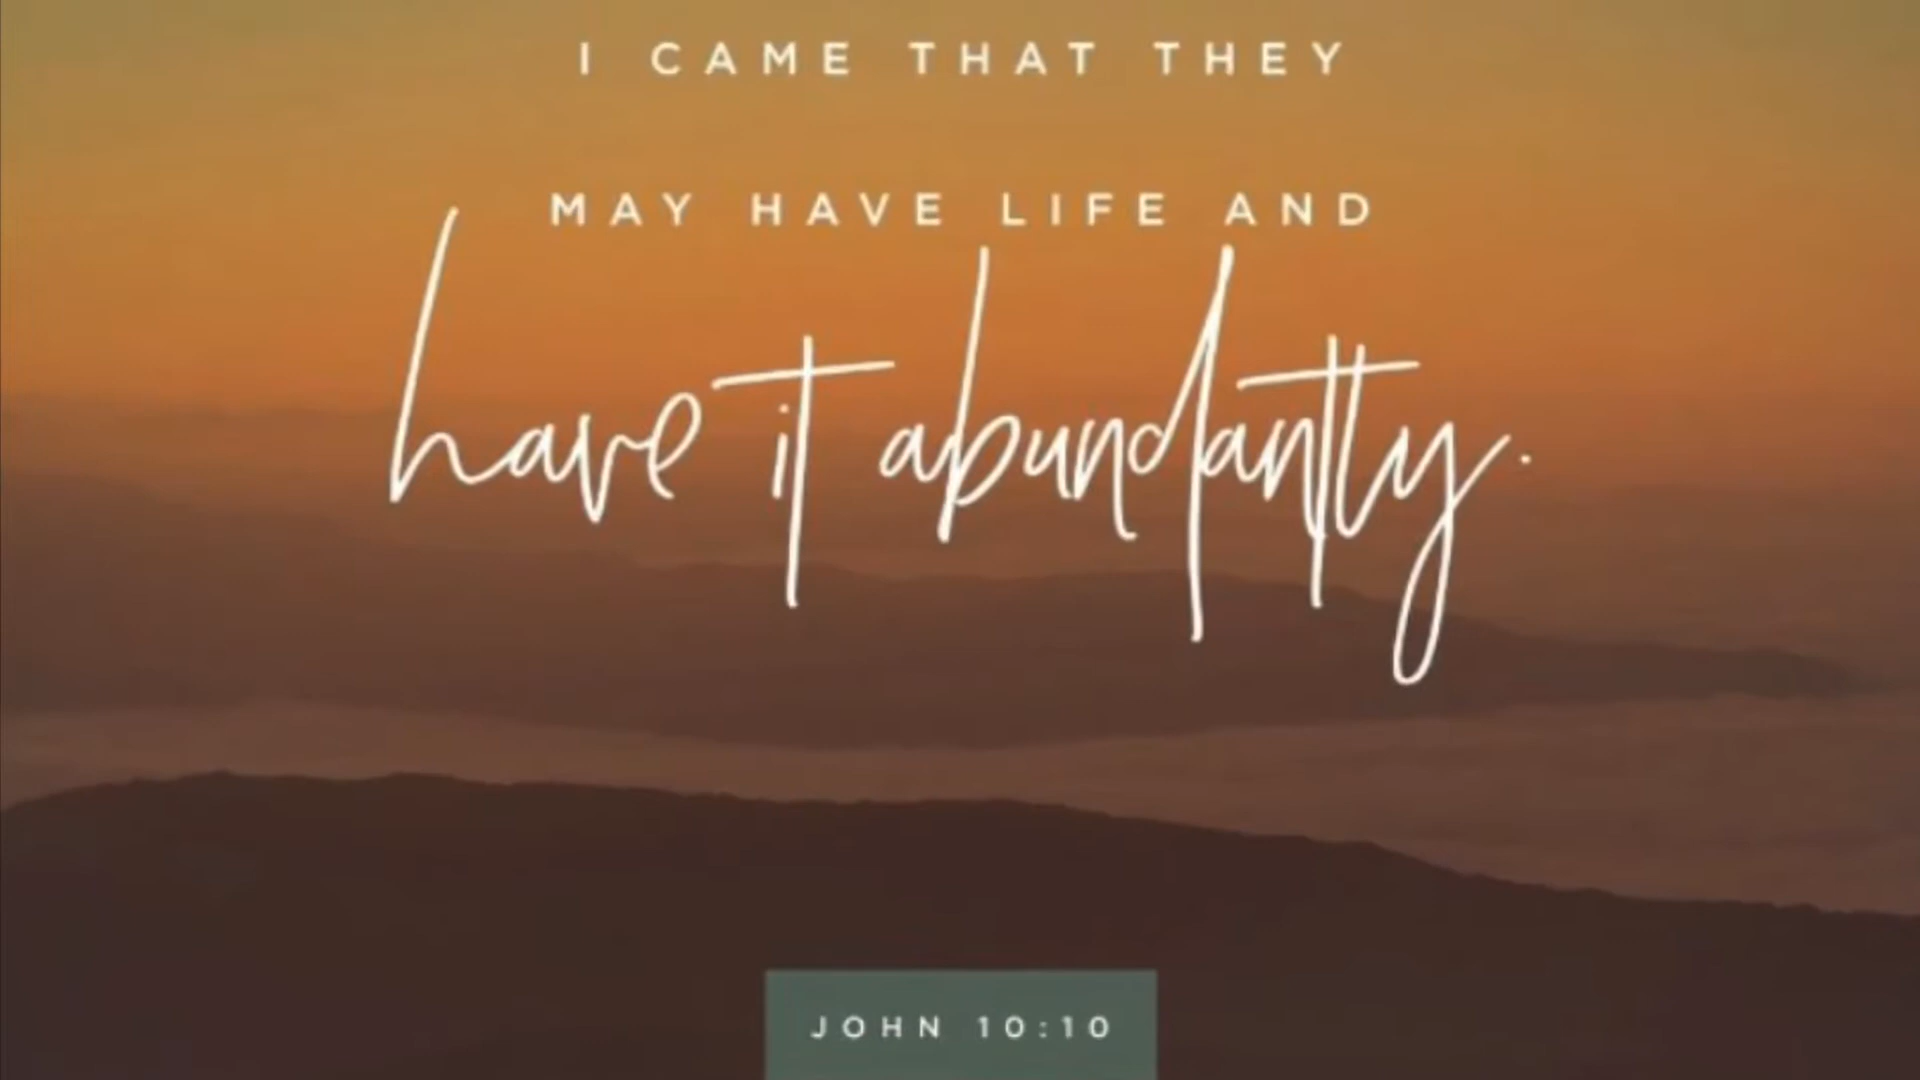 I CAME THAT THEY
MAY HAVE LIFE AND
have it abundantly.
JOHN 10:10